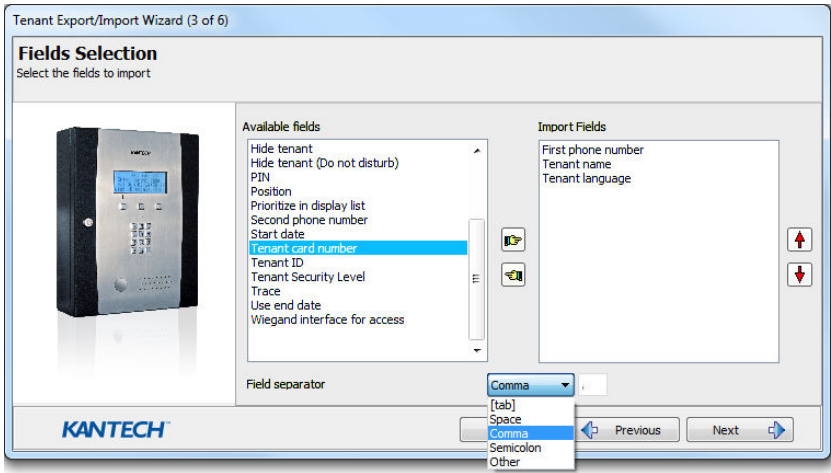 Tenant Export/Import Wizard (3 of 6)
Fields Selection
Select the fields to import
KANTECH
Available fields
Hide tenant
Hide tenant (Do not disturb)
PIN
Position
Prioritize in display list
Second phone number
Start date
Tenant card number
Tenant ID
Tenant Security Level
Trace
Use end date
Wiegand interface for access
Import Fields
First phone number
Tenant name
Tenant language
Field separator
Comma ,
[tab]
Space
Comma
Semicolon
Other
KANTECH
Previous
Next